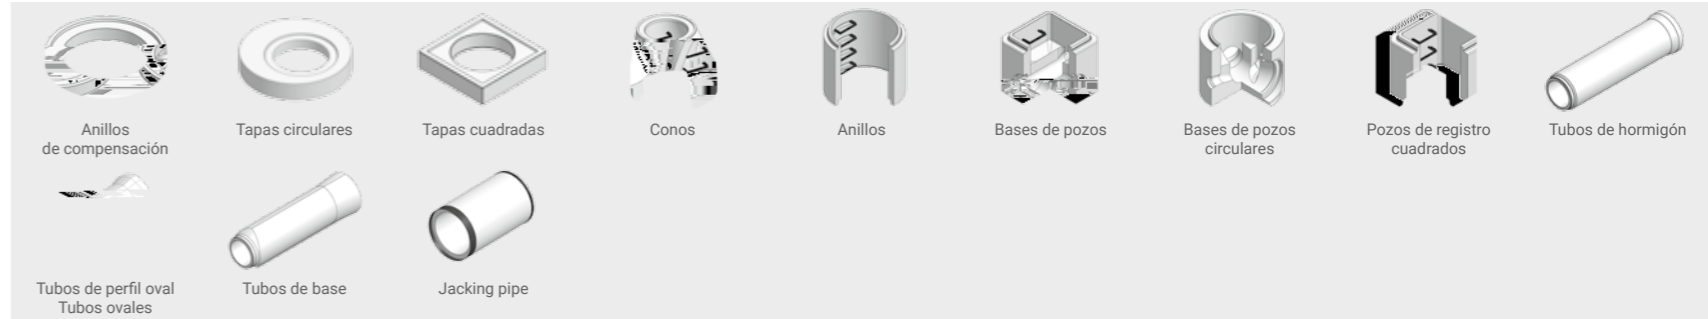 Anillos
de compensación
Tapas circulares
Tapas cuadradas
Conos
Anillos
Bases de pozos
Bases de pozos
circulares
Pozos de registro
cuadrados
Tubos de hormigón
Tubos de perfil oval
Tubos ovales
Tubos de base
Jacking pipe